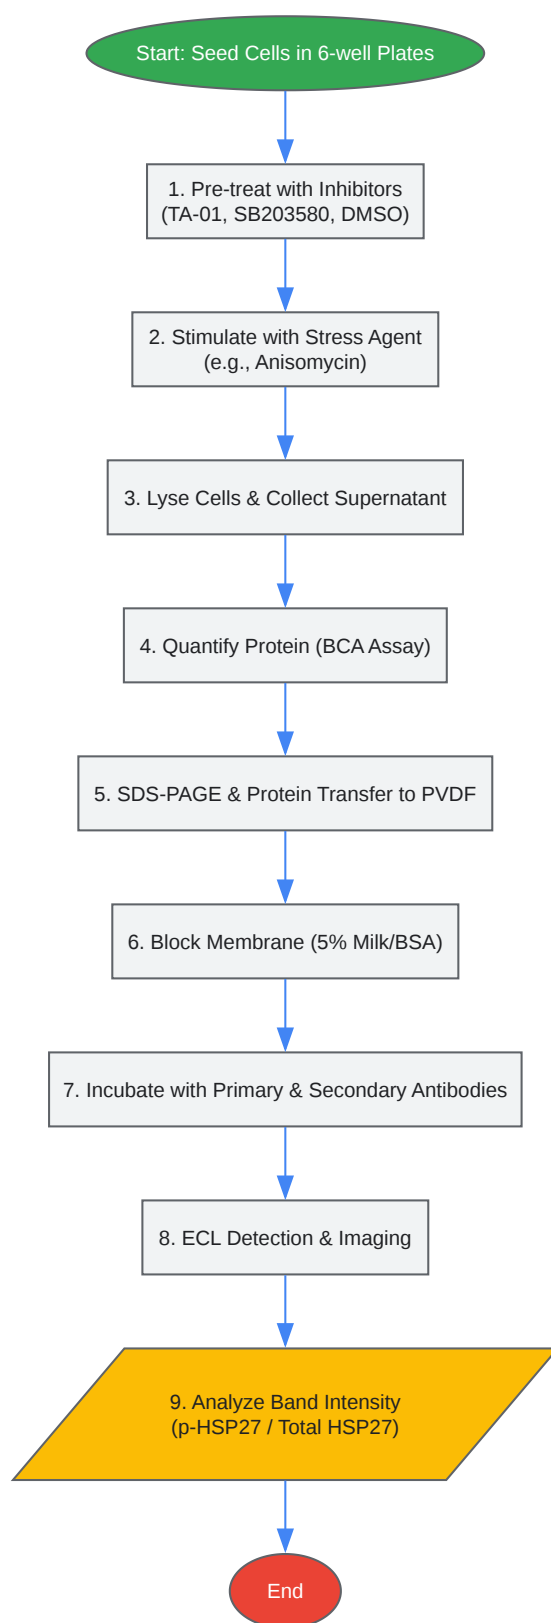 Start: Seed Cells in 6-well Plates
1. Pre-treat with Inhibitors
(TA-01, SB203580, DMSO)
2. Stimulate with Stress Agent
(e.g., Anisomycin)
3. Lyse Cells & Collect Supernatant
4. Quantify Protein (BCA Assay)
5. SDS-PAGE & Protein Transfer to PVDF
6. Block Membrane (5% Milk/BSA)
7. Incubate with Primary & Secondary Antibodies
8. ECL Detection & Imaging
9. Analyze Band Intensity
(p-HSP27 / Total HSP27)
End